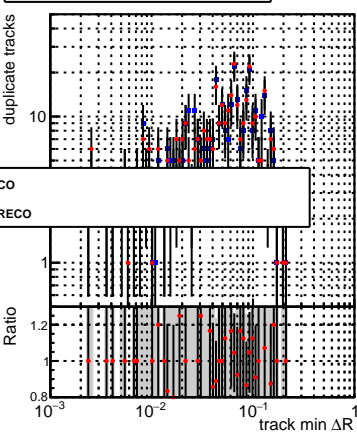 duplicate tracks
10
CO
RECO
1
Ratio
1.2
1
0.8
10⁻³ 10⁻² 10⁻¹ 1
track min ΔR